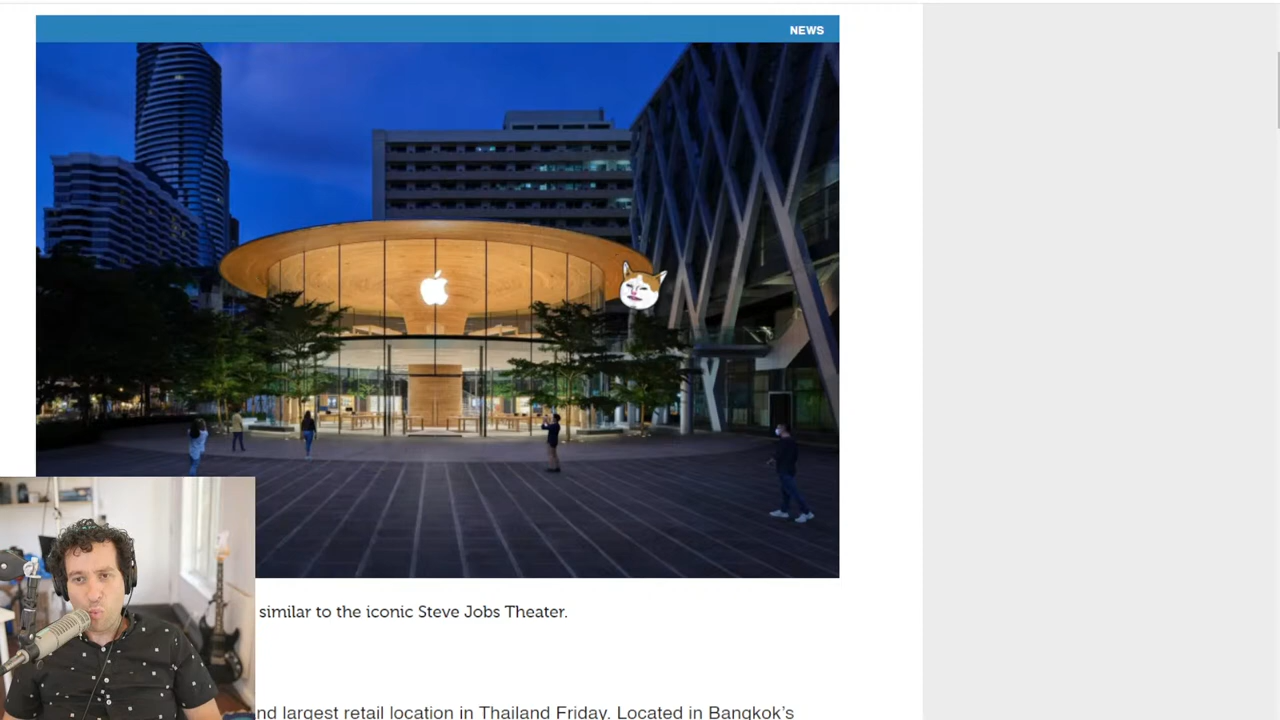 NEWS
similar to the iconic Steve Jobs Theater.
nd largest retail location in Thailand Friday. Located in Bangkok's